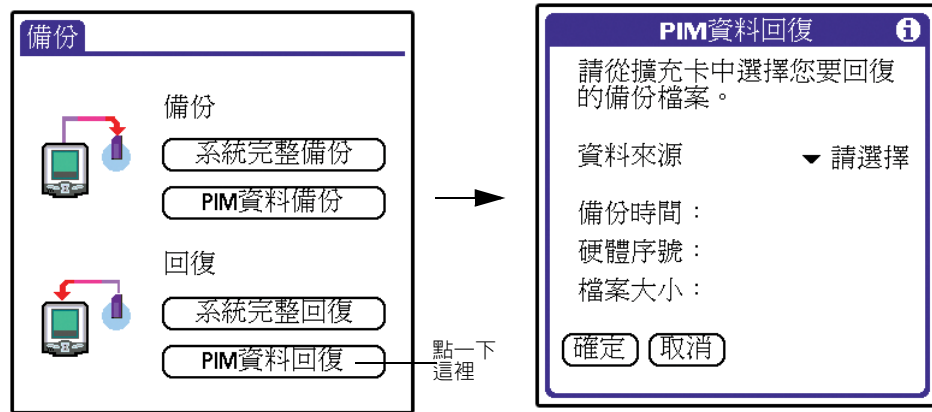 備份
備份
系統完整備份
PIM資料備份
回復
系統完整回復
PIM資料回復
點一下
這裡
PIM資料回復
請從擴充卡中選擇您要回復
的備份檔案。
資料來源 請選擇
備份時間：
硬體序號：
檔案大小：
確定 取消